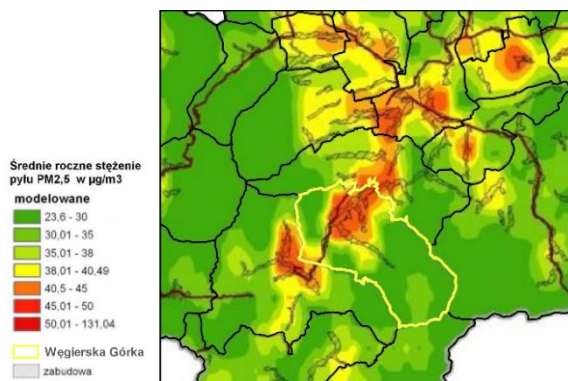 Średnie roczne stężenie
pyłu PM2,5 w µg/m3
modelowane
23,6 - 30
30,01 - 35
35,01 - 38
38,01 - 40,49
40,5 - 45
45,01 - 50
50,01 - 131,04
Węgierska Górka
zabudowa